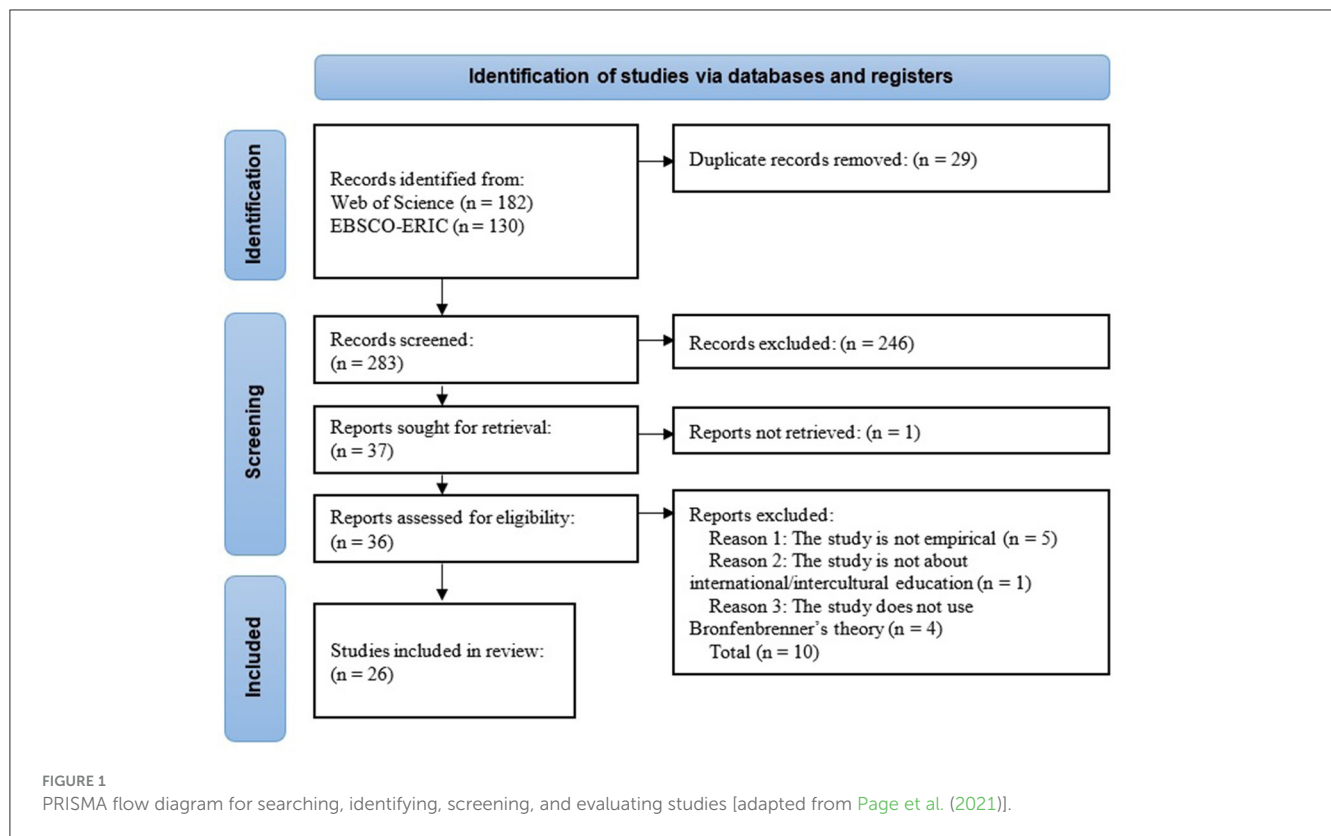 Identification of studies via databases and registers
Identification
Records identified from:
Web of Science (n = 182)
EBSCO-ERIC (n = 130)
Duplicate records removed: (n = 29)
Screening
Records screened:
(n = 283)
Records excluded: (n = 246)
Reports sought for retrieval:
(n = 37)
Reports not retrieved: (n = 1)
Reports assessed for eligibility:
(n = 36)
Reports excluded:
Reason 1: The study is not empirical (n = 5)
Reason 2: The study is not about
international/intercultural education (n = 1)
Reason 3: The study does not use
Bronfenbrenner's theory (n = 4)
Total (n = 10)
Included
Studies included in review:
(n = 26)
FIGURE 1
PRISMA flow diagram for searching, identifying, screening, and evaluating studies [adapted from Page et al. (2021)].